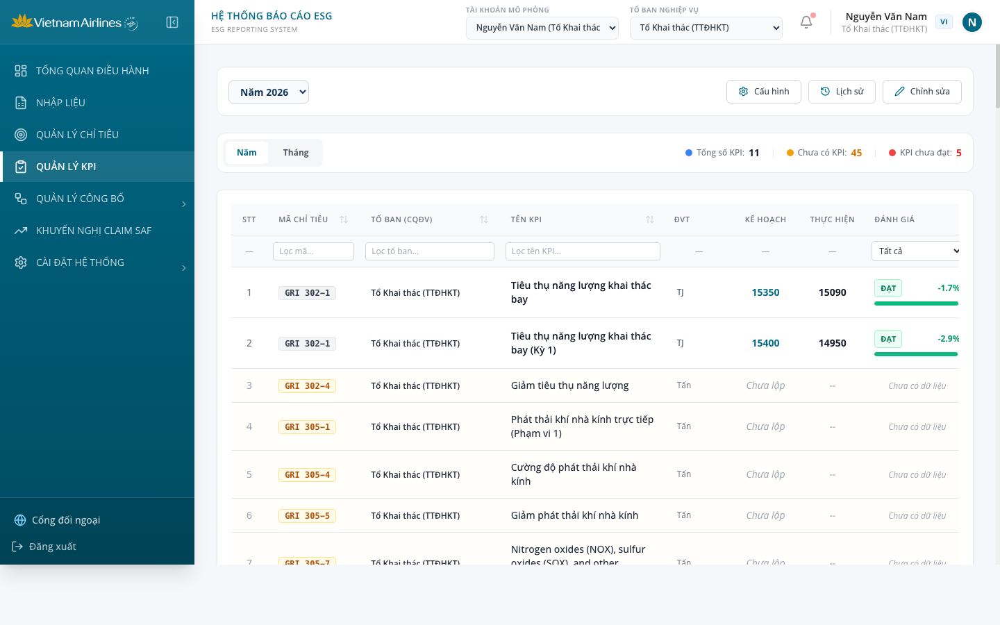 Vietnam Airlines
HỆ THỐNG BÁO CÁO ESG
ESG REPORTING SYSTEM
TÀI KHOẢN MÔ PHỎNG
Nguyễn Văn Nam (Tổ Khai thác
TỔ BAN NGHIỆP VỤ
Tổ Khai thác (TTĐHKT)
Nguyễn Văn Nam
Tổ Khai thác (TTĐHKT)
VI
N
TỔNG QUAN ĐIỀU HÀNH
NHẬP LIỆU
QUẢN LÝ CHỈ TIÊU
QUẢN LÝ KPI
QUẢN LÝ CÔNG BỐ
KHUYẾN NGHỊ CLAIM SAF
CÀI ĐẶT HỆ THỐNG
Cổng đối ngoại
Đăng xuất
Năm 2026
Cấu hình
Lịch sử
Chỉnh sửa
Năm
Tháng
Tổng số KPI: 11
Chưa có KPI: 45
KPI chưa đạt: 5
STT MÃ CHỈ TIÊU TỔ BAN (CQĐV) TÊN KPI ĐVT KẾ HOẠCH THỰC HIỆN ĐÁNH GIÁ
— Lọc mã... Lọc tổ ban... Lọc tên KPI... — — — Tất cả
1 GRI 302-1 Tổ Khai thác (TTĐHKT) Tiêu thụ năng lượng khai thác TJ 15350 15090 ĐẠT -1.7%
bay
2 GRI 302-1 Tổ Khai thác (TTĐHKT) Tiêu thụ năng lượng khai thác TJ 15400 14950 ĐẠT -2.9%
bay (Kỳ 1)
3 GRI 302-4 Tổ Khai thác (TTĐHKT) Giảm tiêu thụ năng lượng Tấn Chưa lập -- Chưa có dữ liệu
4 GRI 305-1 Tổ Khai thác (TTĐHKT) Phát thải khí nhà kính trực tiếp Tấn Chưa lập -- Chưa có dữ liệu
(Phạm vi 1)
5 GRI 305-4 Tổ Khai thác (TTĐHKT) Cường độ phát thải khí nhà Tấn Chưa lập -- Chưa có dữ liệu
kính
6 GRI 305-5 Tổ Khai thác (TTĐHKT) Giảm phát thải khí nhà kính Tấn Chưa lập -- Chưa có dữ liệu
7 GRI 305-7 Tổ Khai thác (TTĐHKT) Nitrogen oxides (NOX), sulfur Tấn Chưa lập -- Chưa có dữ liệu
oxides (SOX), and other